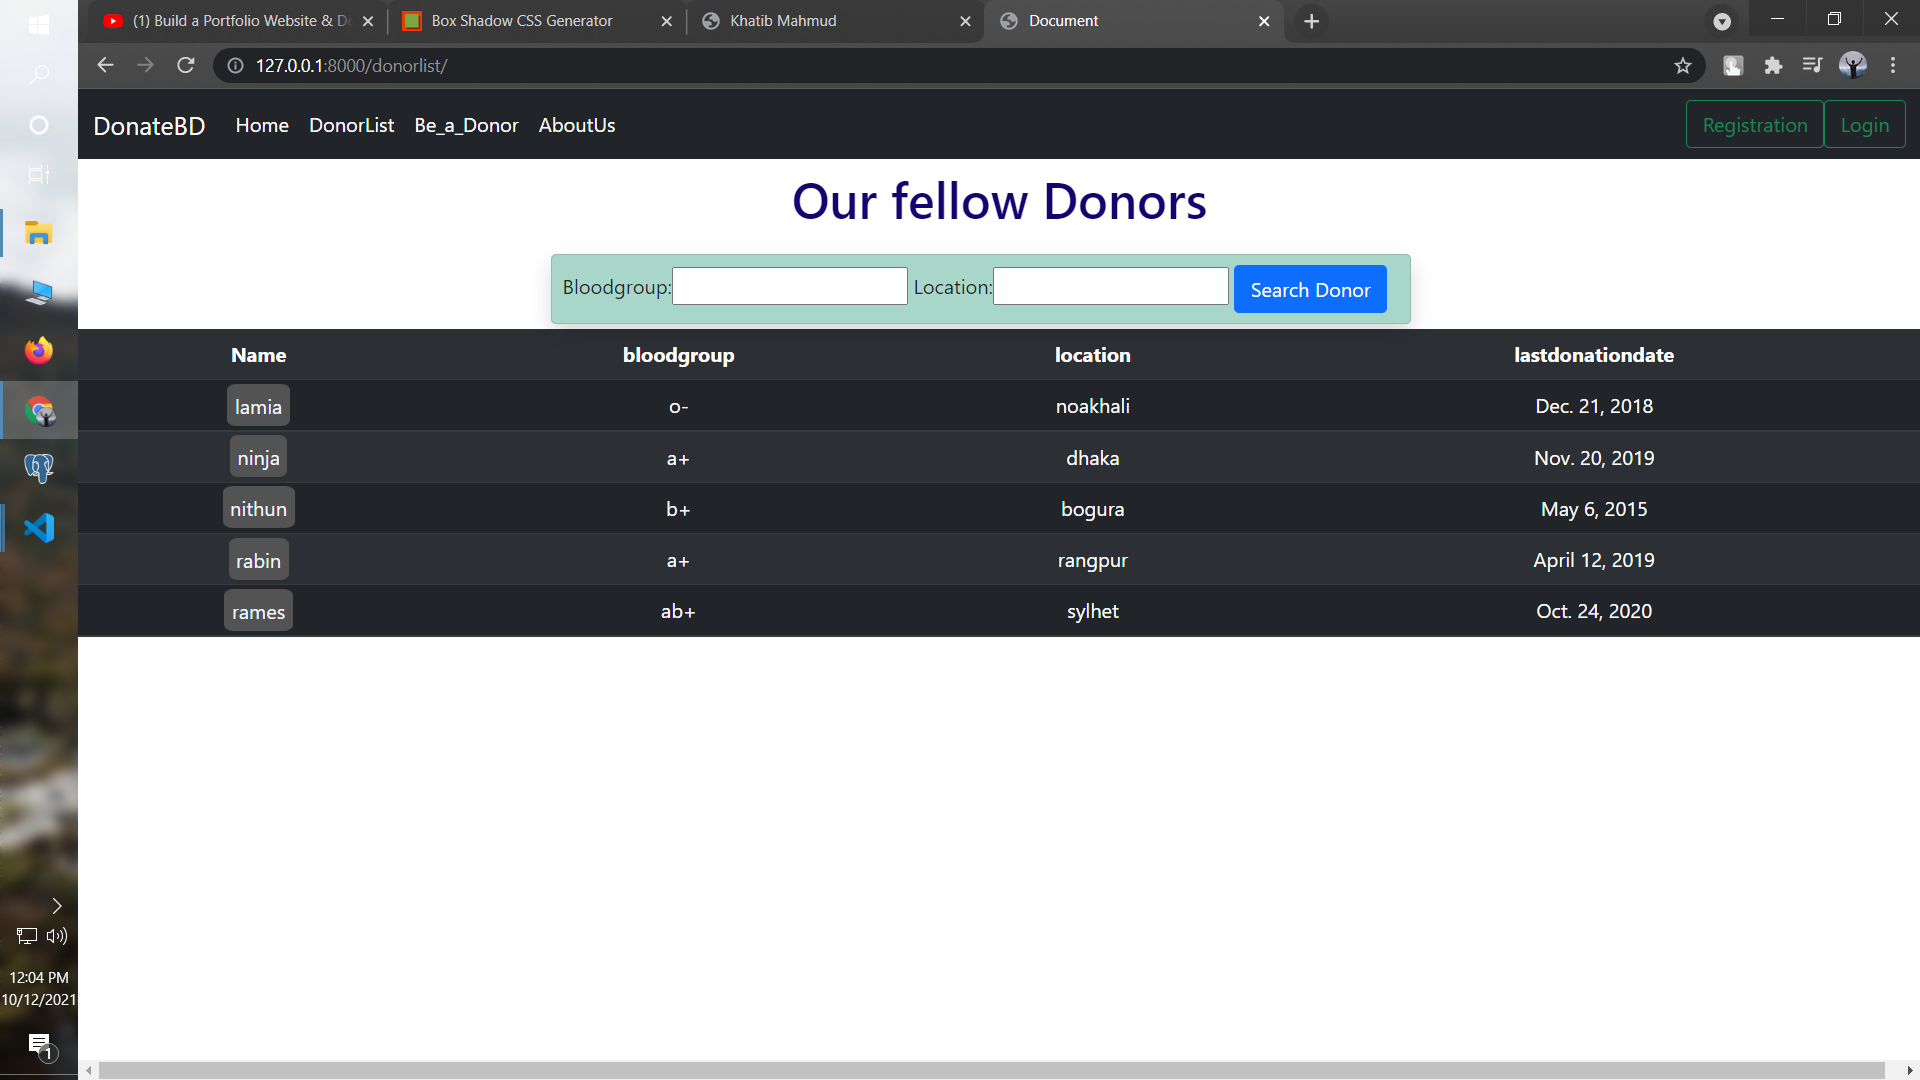 (1) Build a Portfolio Website & D
Box Shadow CSS Generator
Khatib Mahmud
Document
127.0.0.1:8000/donorlist/
DonateBD
Home
DonorList
Be_a_Donor
AboutUs
Registration
Login
Our fellow Donors
Bloodgroup:
Location:
Search Donor
Name bloodgroup location lastdonationdate
lamia o- noakhali Dec. 21, 2018
ninja a+ dhaka Nov. 20, 2019
nithun b+ bogura May 6, 2015
rabin a+ rangpur April 12, 2019
rames ab+ sylhet Oct. 24, 2020
12:04 PM
10/12/2021
1